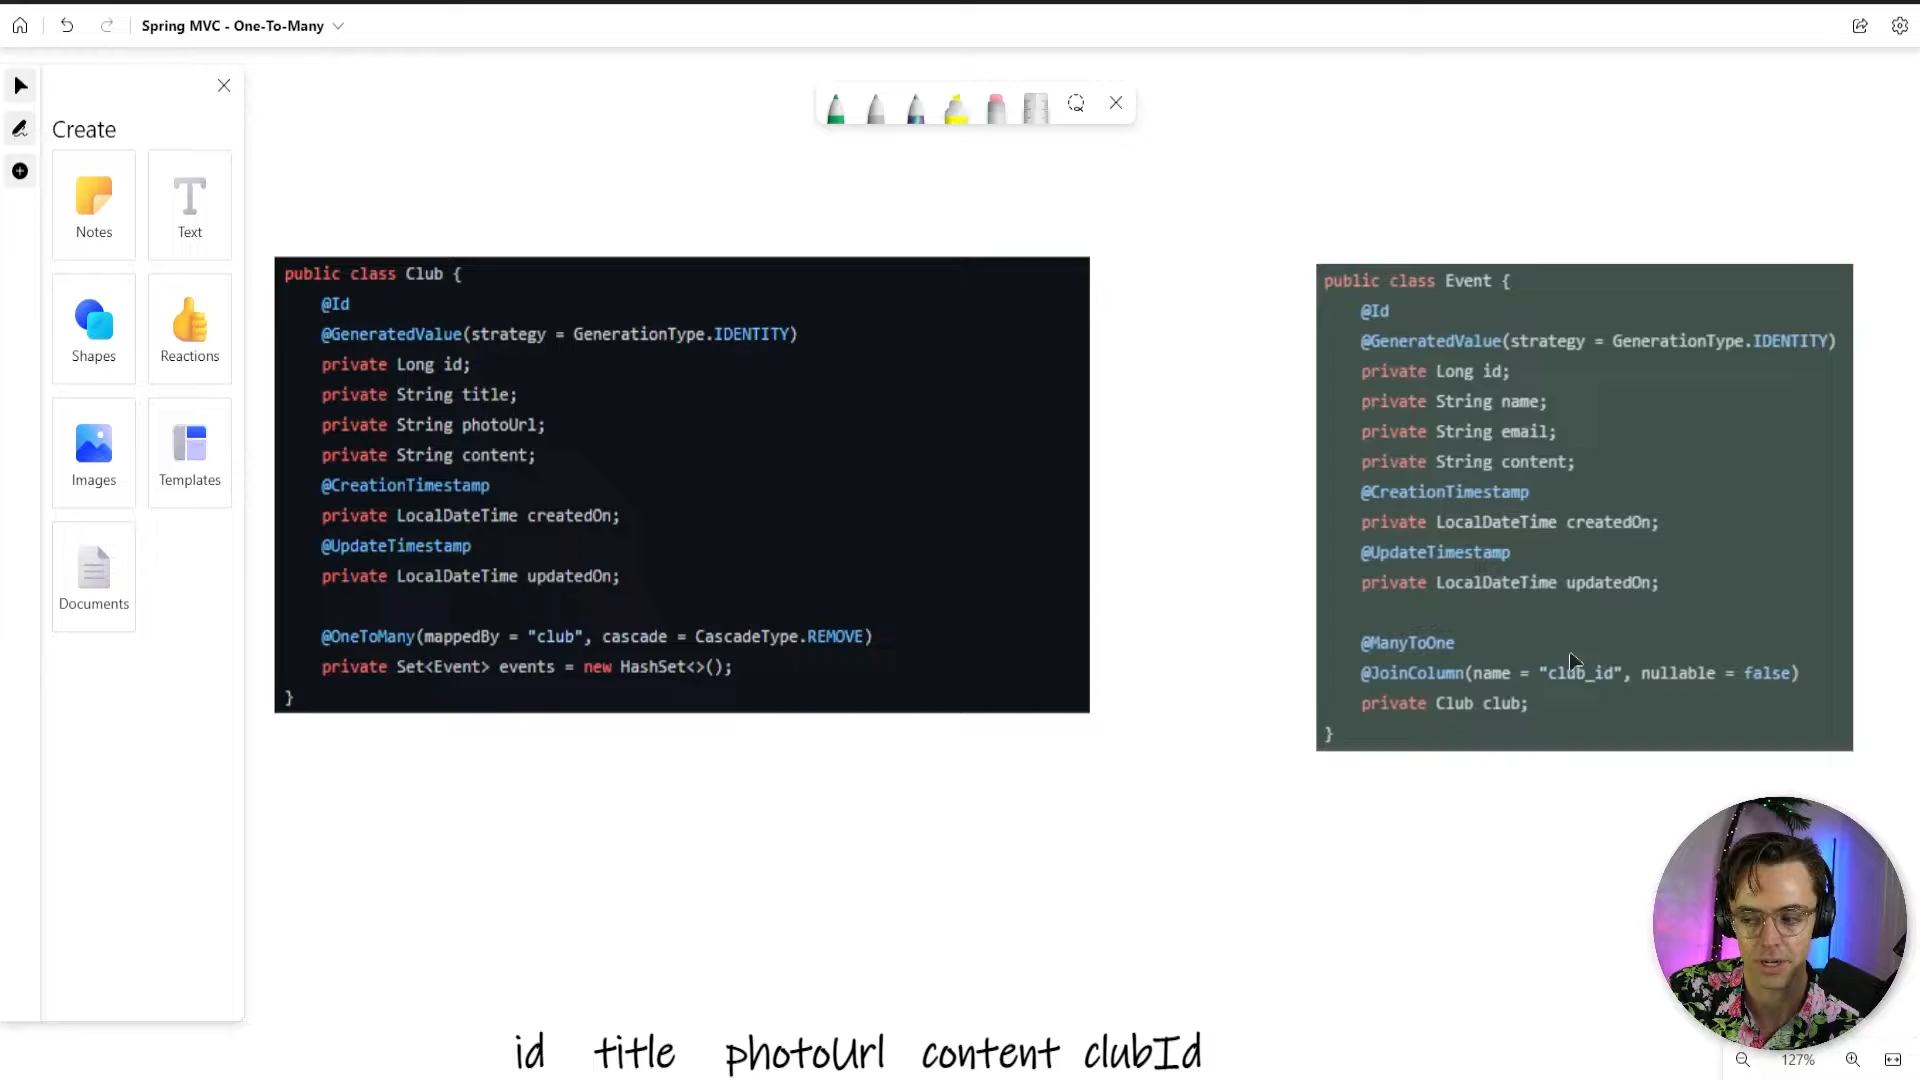 Spring MVC - One-To-Many
Create
Notes
Text
Shapes
Reactions
Images
Templates
Documents
public class Club {
@Id
@GeneratedValue(strategy = GenerationType.IDENTITY)
private Long id;
private String title;
private String photoUrl;
private String content;
@CreationTimestamp
private LocalDateTime createdOn;
@UpdateTimestamp
private LocalDateTime updatedOn;
@OneToMany(mappedBy = "club", cascade = CascadeType.REMOVE)
private Set<Event> events = new HashSet<>();
}
public class Event {
@Id
@GeneratedValue(strategy = GenerationType.IDENTITY)
private Long id;
private String name;
private String email;
private String content;
@CreationTimestamp
private LocalDateTime createdOn;
@UpdateTimestamp
private LocalDateTime updatedOn;
@ManyToOne
@JoinColumn(name = "club_id", nullable = false)
private Club club;
}
id title photoUrl content clubId
127%